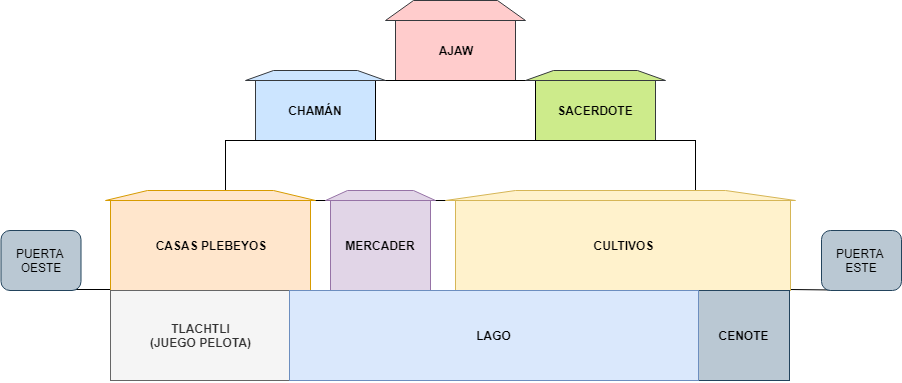 AJAW
CHAMÁN
SACERDOTE
CASAS PLEBEYOS
MERCADER
CULTIVOS
PUERTA
OESTE
PUERTA
ESTE
TLACHTLI
(JUEGO PELOTA)
LAGO
CENOTE